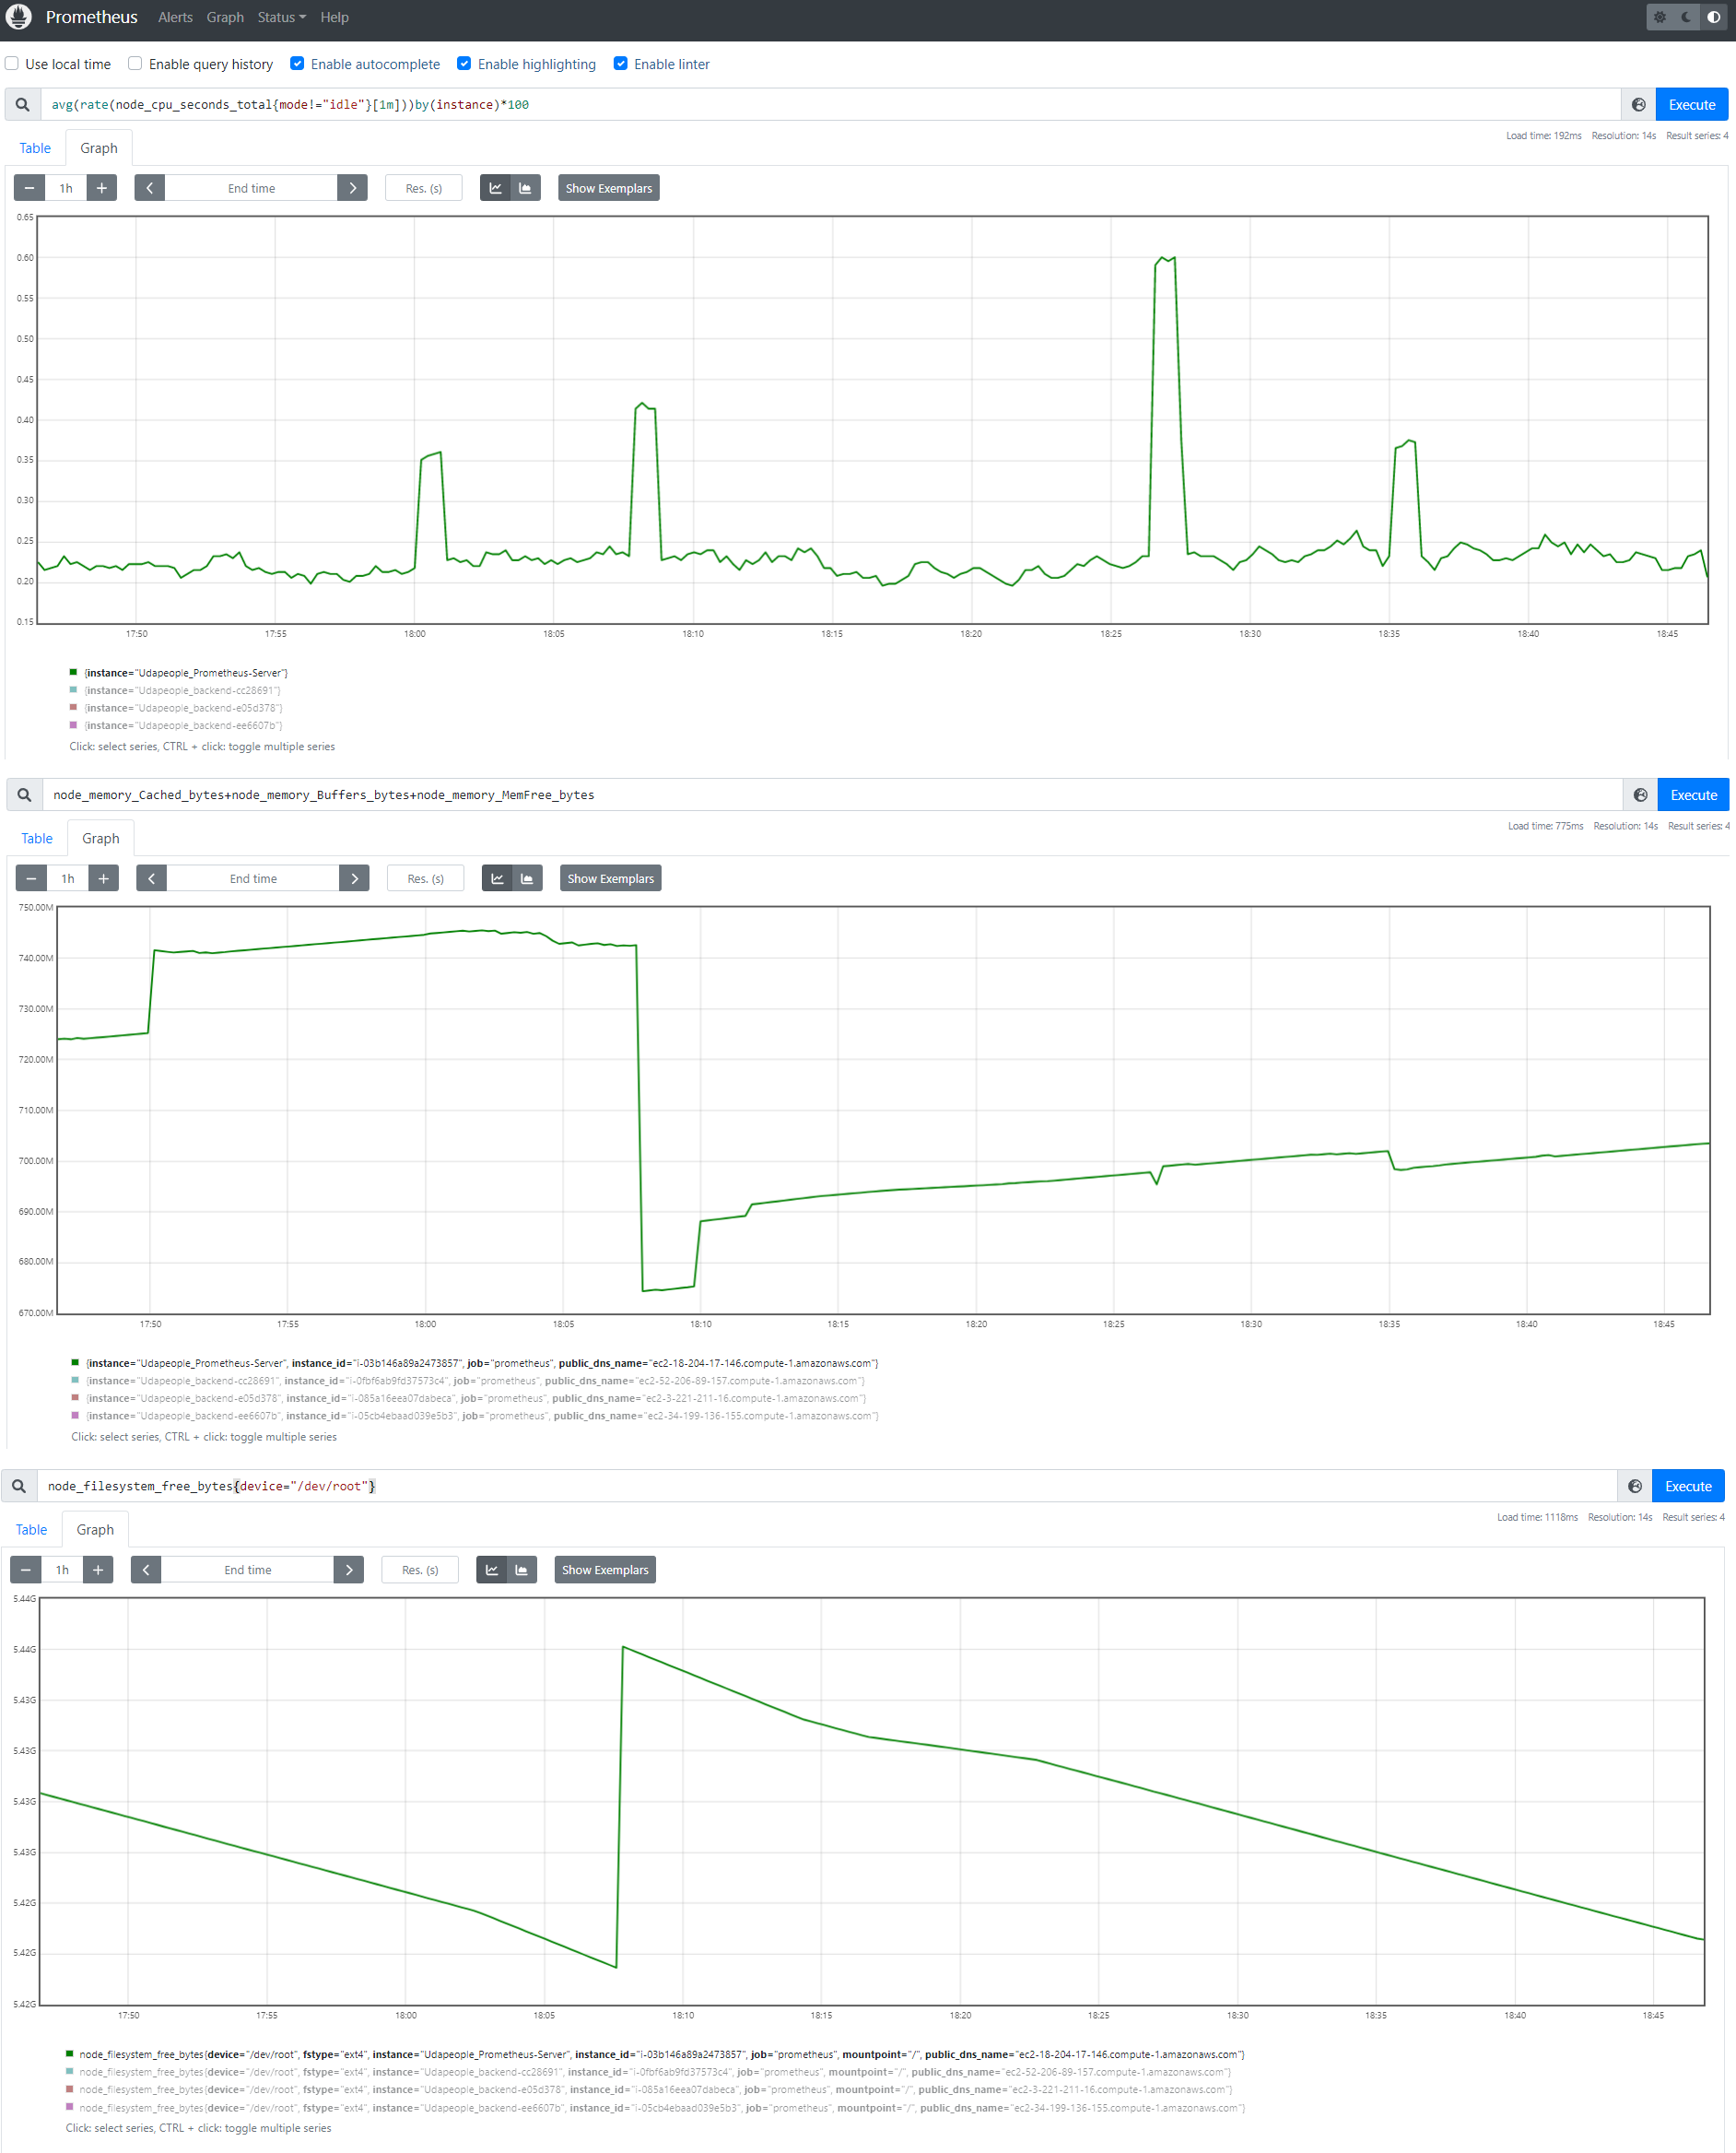 Prometheus Alerts Graph Status Help
Use local time Enable query history Enable autocomplete Enable highlighting Enable linter
avg(rate(node_cpu_seconds_total{mode!="idle"}[1m]))by(instance)*100 Execute
Load time: 192ms Resolution: 14s Result series: 4
Table Graph
1h End time Res. (s) Show Exemplars
0.65
0.60
0.55
0.50
0.45
0.40
0.35
0.30
0.25
0.20
0.15
17:50 17:55 18:00 18:05 18:10 18:15 18:20 18:25 18:30 18:35 18:40 18:45
{instance="Udapeople_Prometheus-Server"}
{instance="Udapeople_backend-cc28691"}
{instance="Udapeople_backend-e05d378"}
{instance="Udapeople_backend-ee6607b"}
Click: select series, CTRL + click: toggle multiple series
node_memory_Cached_bytes+node_memory_Buffers_bytes+node_memory_MemFree_bytes Execute
Load time: 775ms Resolution: 14s Result series: 4
Table Graph
1h End time Res. (s) Show Exemplars
750.00M
740.00M
730.00M
720.00M
710.00M
700.00M
690.00M
680.00M
670.00M
17:50 17:55 18:00 18:05 18:10 18:15 18:20 18:25 18:30 18:35 18:40 18:45
{instance="Udapeople_Prometheus-Server", instance_id="i-03b146a89a2473857", job="prometheus", public_dns_name="ec2-18-204-17-146.compute-1.amazonaws.com"}
{instance="Udapeople_backend-cc28691", instance_id="i-0fbf6ab9fd37573c4", job="prometheus", public_dns_name="ec2-52-206-89-157.compute-1.amazonaws.com"}
{instance="Udapeople_backend-e05d378", instance_id="i-085a16eea07dabeca", job="prometheus", public_dns_name="ec2-3-221-211-16.compute-1.amazonaws.com"}
{instance="Udapeople_backend-ee6607b", instance_id="i-05cb4ebaad039e5b3", job="prometheus", public_dns_name="ec2-34-199-136-155.compute-1.amazonaws.com"}
Click: select series, CTRL + click: toggle multiple series
node_filesystem_free_bytes{device="/dev/root"} Execute
Load time: 1118ms Resolution: 14s Result series: 4
Table Graph
1h End time Res. (s) Show Exemplars
5.44G
5.44G
5.43G
5.43G
5.43G
5.43G
5.42G
5.42G
5.42G
17:50 17:55 18:00 18:05 18:10 18:15 18:20 18:25 18:30 18:35 18:40 18:45
node_filesystem_free_bytes{device="/dev/root", fstype="ext4", instance="Udapeople_Prometheus-Server", instance_id="i-03b146a89a2473857", job="prometheus", mountpoint="/", public_dns_name="ec2-18-204-17-146.compute-1.amazonaws.com"}
node_filesystem_free_bytes{device="/dev/root", fstype="ext4", instance="Udapeople_backend-cc28691", instance_id="i-0fbf6ab9fd37573c4", job="prometheus", mountpoint="/", public_dns_name="ec2-52-206-89-157.compute-1.amazonaws.com"}
node_filesystem_free_bytes{device="/dev/root", fstype="ext4", instance="Udapeople_backend-e05d378", instance_id="i-085a16eea07dabeca", job="prometheus", mountpoint="/", public_dns_name="ec2-3-221-211-16.compute-1.amazonaws.com"}
node_filesystem_free_bytes{device="/dev/root", fstype="ext4", instance="Udapeople_backend-ee6607b", instance_id="i-05cb4ebaad039e5b3", job="prometheus", mountpoint="/", public_dns_name="ec2-34-199-136-155.compute-1.amazonaws.com"}
Click: select series, CTRL + click: toggle multiple series